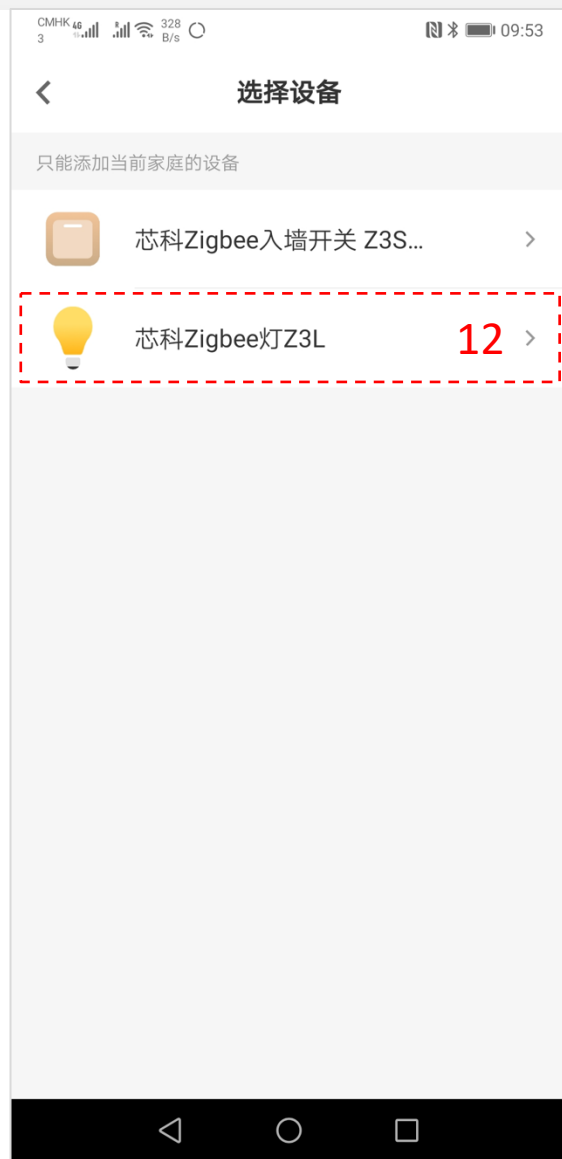 CMHK 4G 328 09:53
3 B/s
选择设备
只能添加当前家庭的设备
芯科Zigbee入墙开关 Z3S...
芯科Zigbee灯Z3L 12